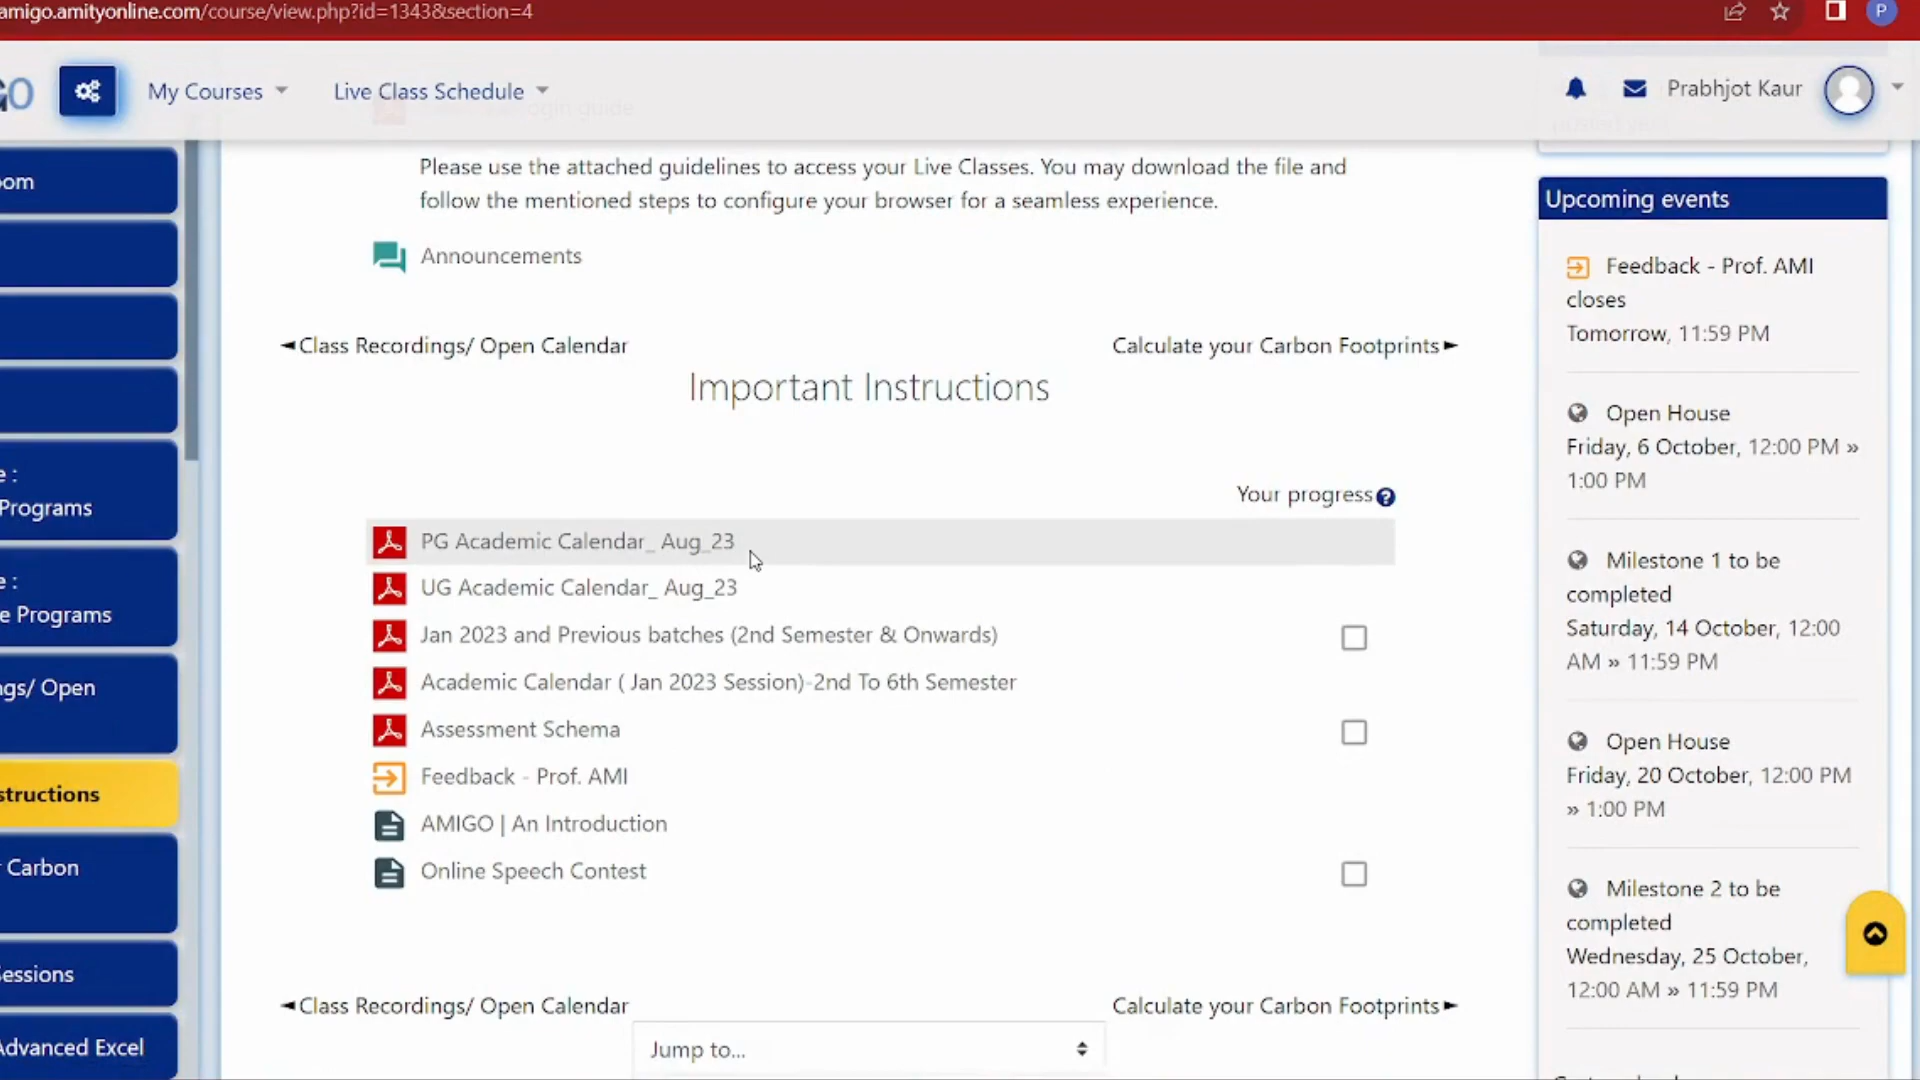 amigo.amityonline.com/course/view.php?id=1343&section=4
P
GO
My Courses
Live Class Schedule
Prabhjot Kaur
login guide
Please use the attached guidelines to access your Live Classes. You may download the file and
follow the mentioned steps to configure your browser for a seamless experience.
Announcements
◄Class Recordings/ Open Calendar
Calculate your Carbon Footprints►
Important Instructions
Your progress
PG Academic Calendar_ Aug_23
UG Academic Calendar_ Aug_23
Jan 2023 and Previous batches (2nd Semester & Onwards)
Academic Calendar ( Jan 2023 Session)-2nd To 6th Semester
Assessment Schema
Feedback - Prof. AMI
AMIGO | An Introduction
Online Speech Contest
◄Class Recordings/ Open Calendar
Calculate your Carbon Footprints►
Jump to...
oom
e :
Programs
e :
e Programs
ngs/ Open
structions
r Carbon
Sessions
Advanced Excel
Upcoming events
Feedback - Prof. AMI
closes
Tomorrow, 11:59 PM
Open House
Friday, 6 October, 12:00 PM »
1:00 PM
Milestone 1 to be
completed
Saturday, 14 October, 12:00
AM » 11:59 PM
Open House
Friday, 20 October, 12:00 PM
» 1:00 PM
Milestone 2 to be
completed
Wednesday, 25 October,
12:00 AM » 11:59 PM